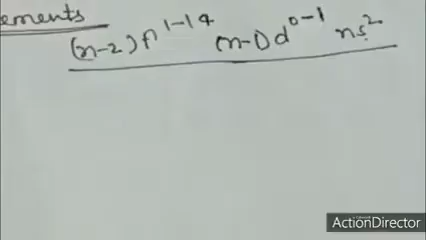 ements
(n-2) f¹⁻¹⁴ (n-1)d⁰⁻¹ ns²
ActionDirector